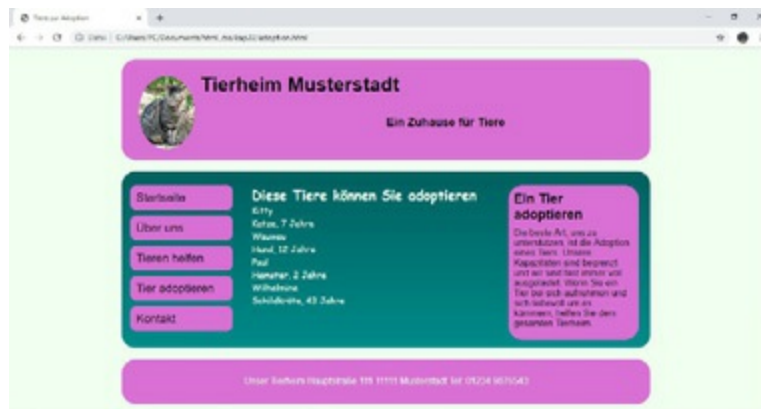 Tiere zur Adoption
Tierheim Musterstadt
Ein Zuhause für Tiere
Startseite
Über uns
Tieren helfen
Tier adoptieren
Kontakt
Diese Tiere können Sie adoptieren
Kitty
Katze, 7 Jahre
Wauwau
Hund, 12 Jahre
Paul
Hamster, 2 Jahre
Wilhelmine
Schildkröte, 43 Jahre
Ein Tier
adoptieren
Die beste Art, uns zu
unterstützen, ist die Adoption
eines Tiers. Unsere
Kapazitäten sind begrenzt
und wir sind fast immer voll
ausgelastet. Wenn Sie ein
Tier bei sich aufnehmen und
sich liebevoll um es
kümmern, helfen Sie dem
gesamten Tierheim.
Unser Tierheim Hauptstraße 111 11111 Musterstadt Tel: 01234